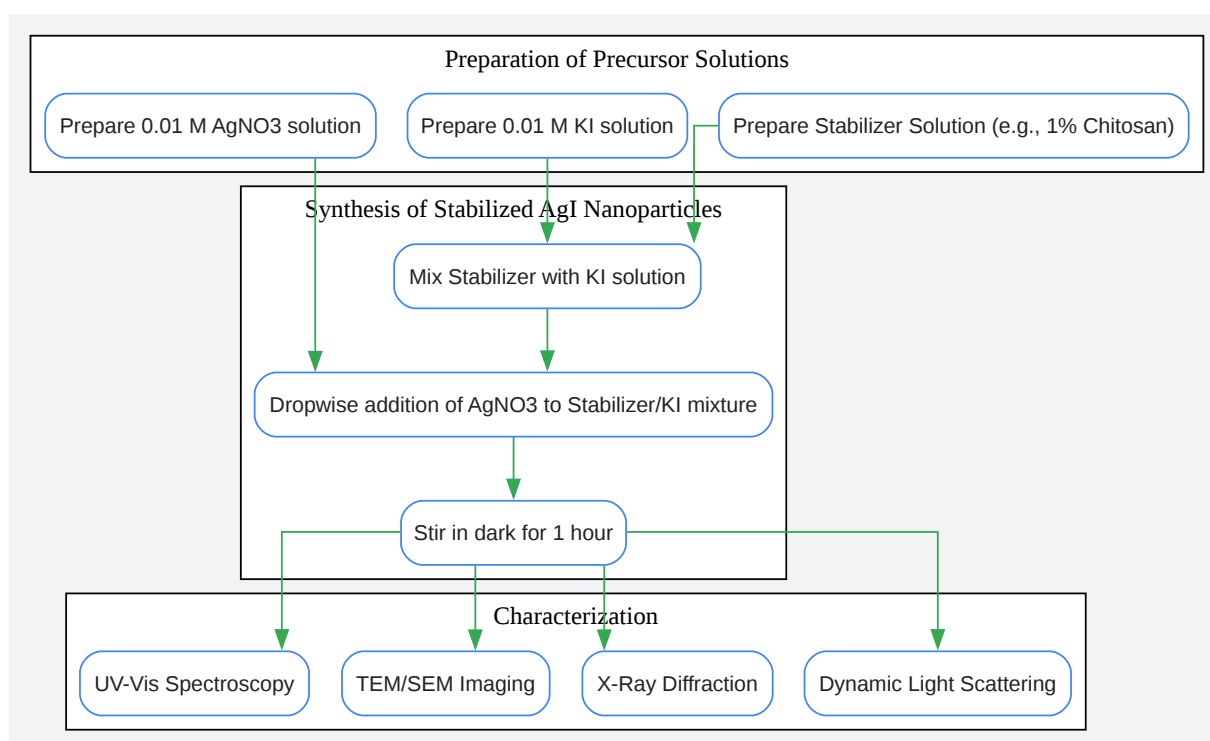 Preparation of Precursor Solutions
Prepare 0.01 M AgNO3 solution
Prepare 0.01 M KI solution
Prepare Stabilizer Solution (e.g., 1% Chitosan)
Synthesis of Stabilized AgI Nanoparticles
Mix Stabilizer with KI solution
Dropwise addition of AgNO3 to Stabilizer/KI mixture
Stir in dark for 1 hour
Characterization
UV-Vis Spectroscopy
TEM/SEM Imaging
X-Ray Diffraction
Dynamic Light Scattering